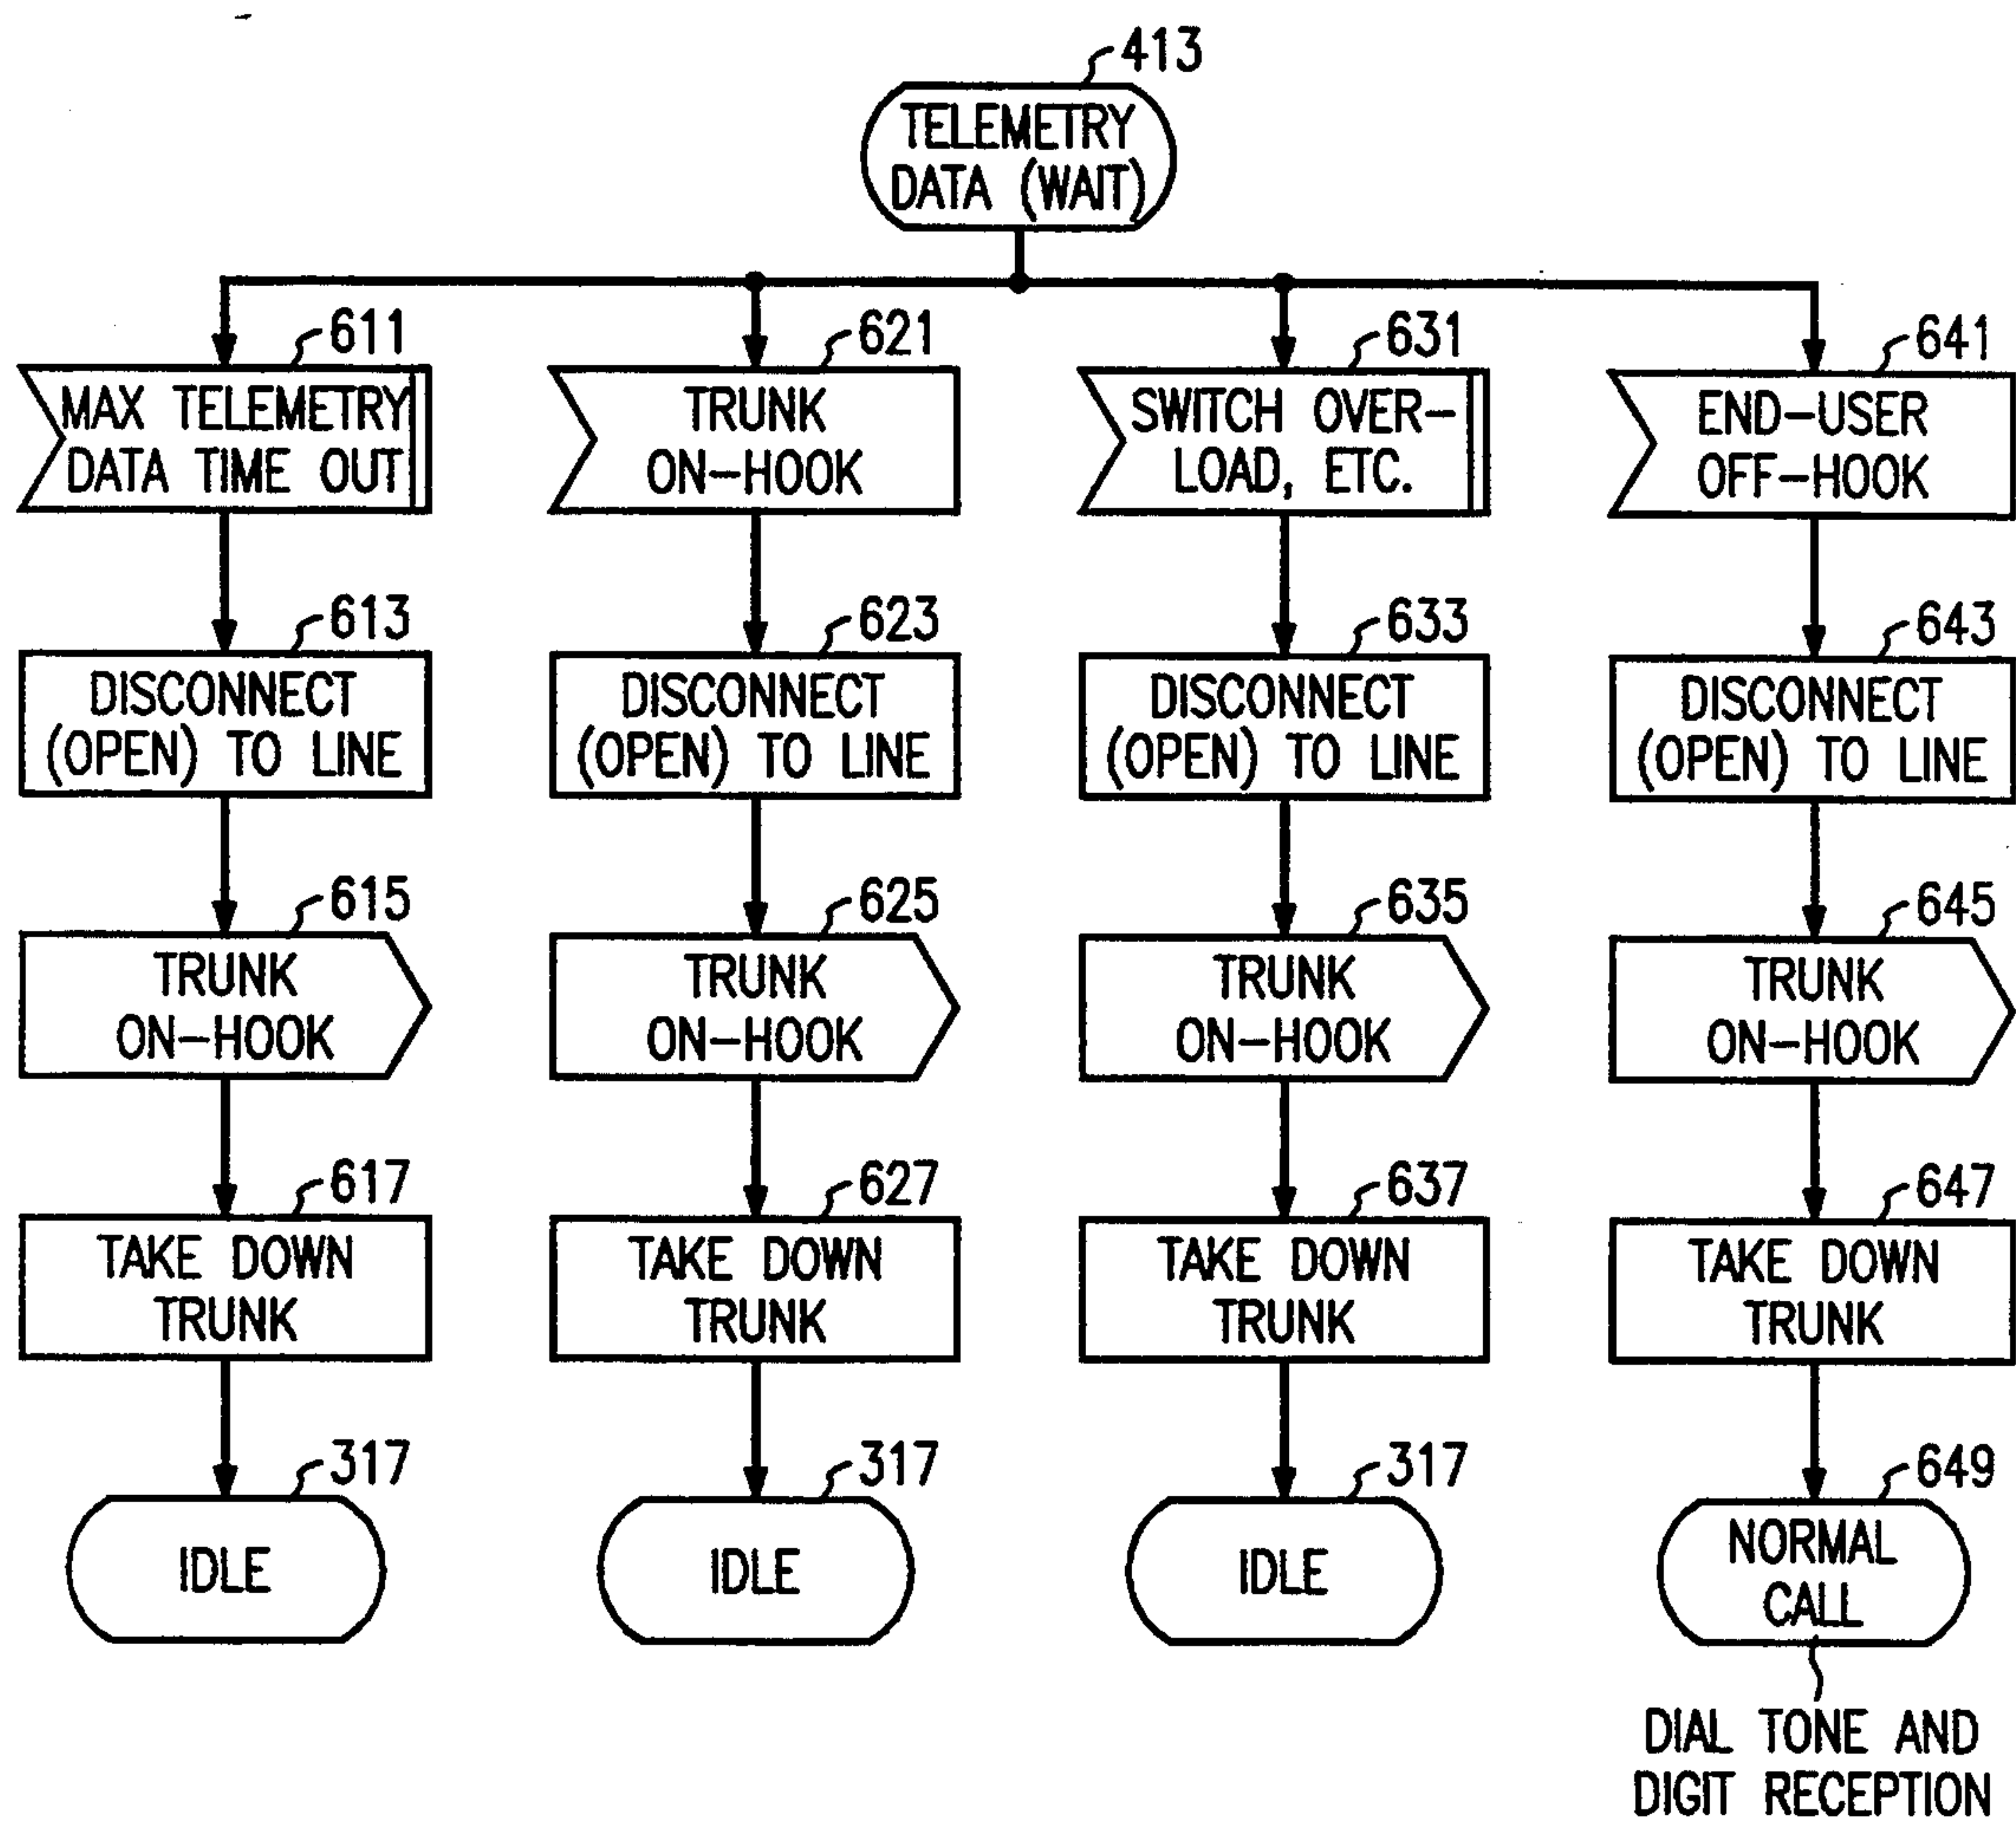 413
TELEMETRY
DATA (WAIT)
611
MAX TELEMETRY
DATA TIME OUT
621
TRUNK
ON-HOOK
631
SWITCH OVER-
LOAD, ETC.
641
END-USER
OFF-HOOK
613
DISCONNECT
(OPEN) TO LINE
623
DISCONNECT
(OPEN) TO LINE
633
DISCONNECT
(OPEN) TO LINE
643
DISCONNECT
(OPEN) TO LINE
615
TRUNK
ON-HOOK
625
TRUNK
ON-HOOK
635
TRUNK
ON-HOOK
645
TRUNK
ON-HOOK
617
TAKE DOWN
TRUNK
627
TAKE DOWN
TRUNK
637
TAKE DOWN
TRUNK
647
TAKE DOWN
TRUNK
317
IDLE
317
IDLE
317
IDLE
649
NORMAL
CALL
DIAL TONE AND
DIGIT RECEPTION